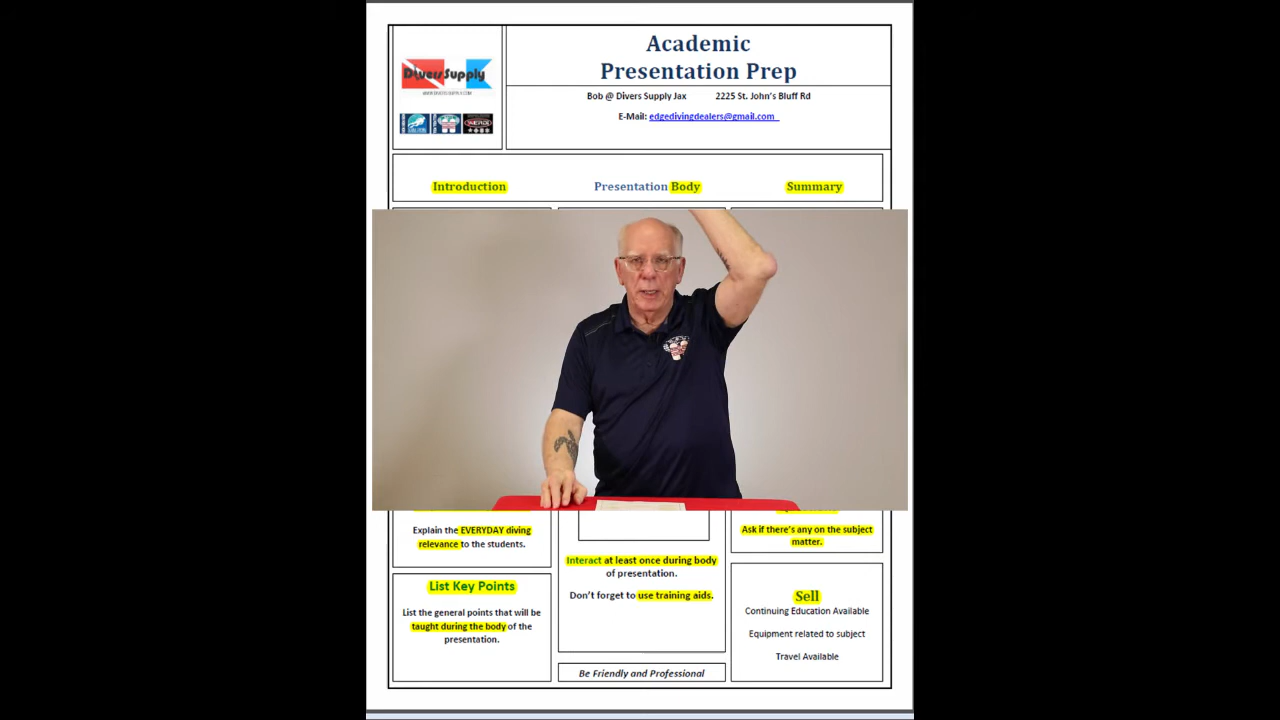 Academic
Presentation Prep
Divers Supply
WWW.DIVERSSUPPLY.COM
Bob @ Divers Supply Jax 2225 St. John's Bluff Rd
E-Mail: edgedivingdealers@gmail.com
Introduction
Presentation Body
Summary
Explain the EVERYDAY diving
relevance to the students.
List Key Points
List the general points that will be
taught during the body of the
presentation.
Interact at least once during body
of presentation.
Don't forget to use training aids.
Be Friendly and Professional
Ask if there's any on the subject
matter.
Sell
Continuing Education Available
Equipment related to subject
Travel Available